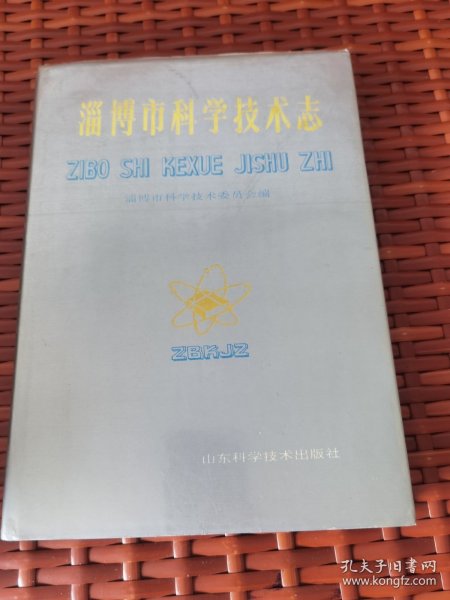 淄博市科学技术志
ZIBO SHI KEXUE JISHU ZHI
淄博市科学技术委员会编
ZBKJZ
山东科学技术出版社
孔夫子旧书网
www.kongfz.com